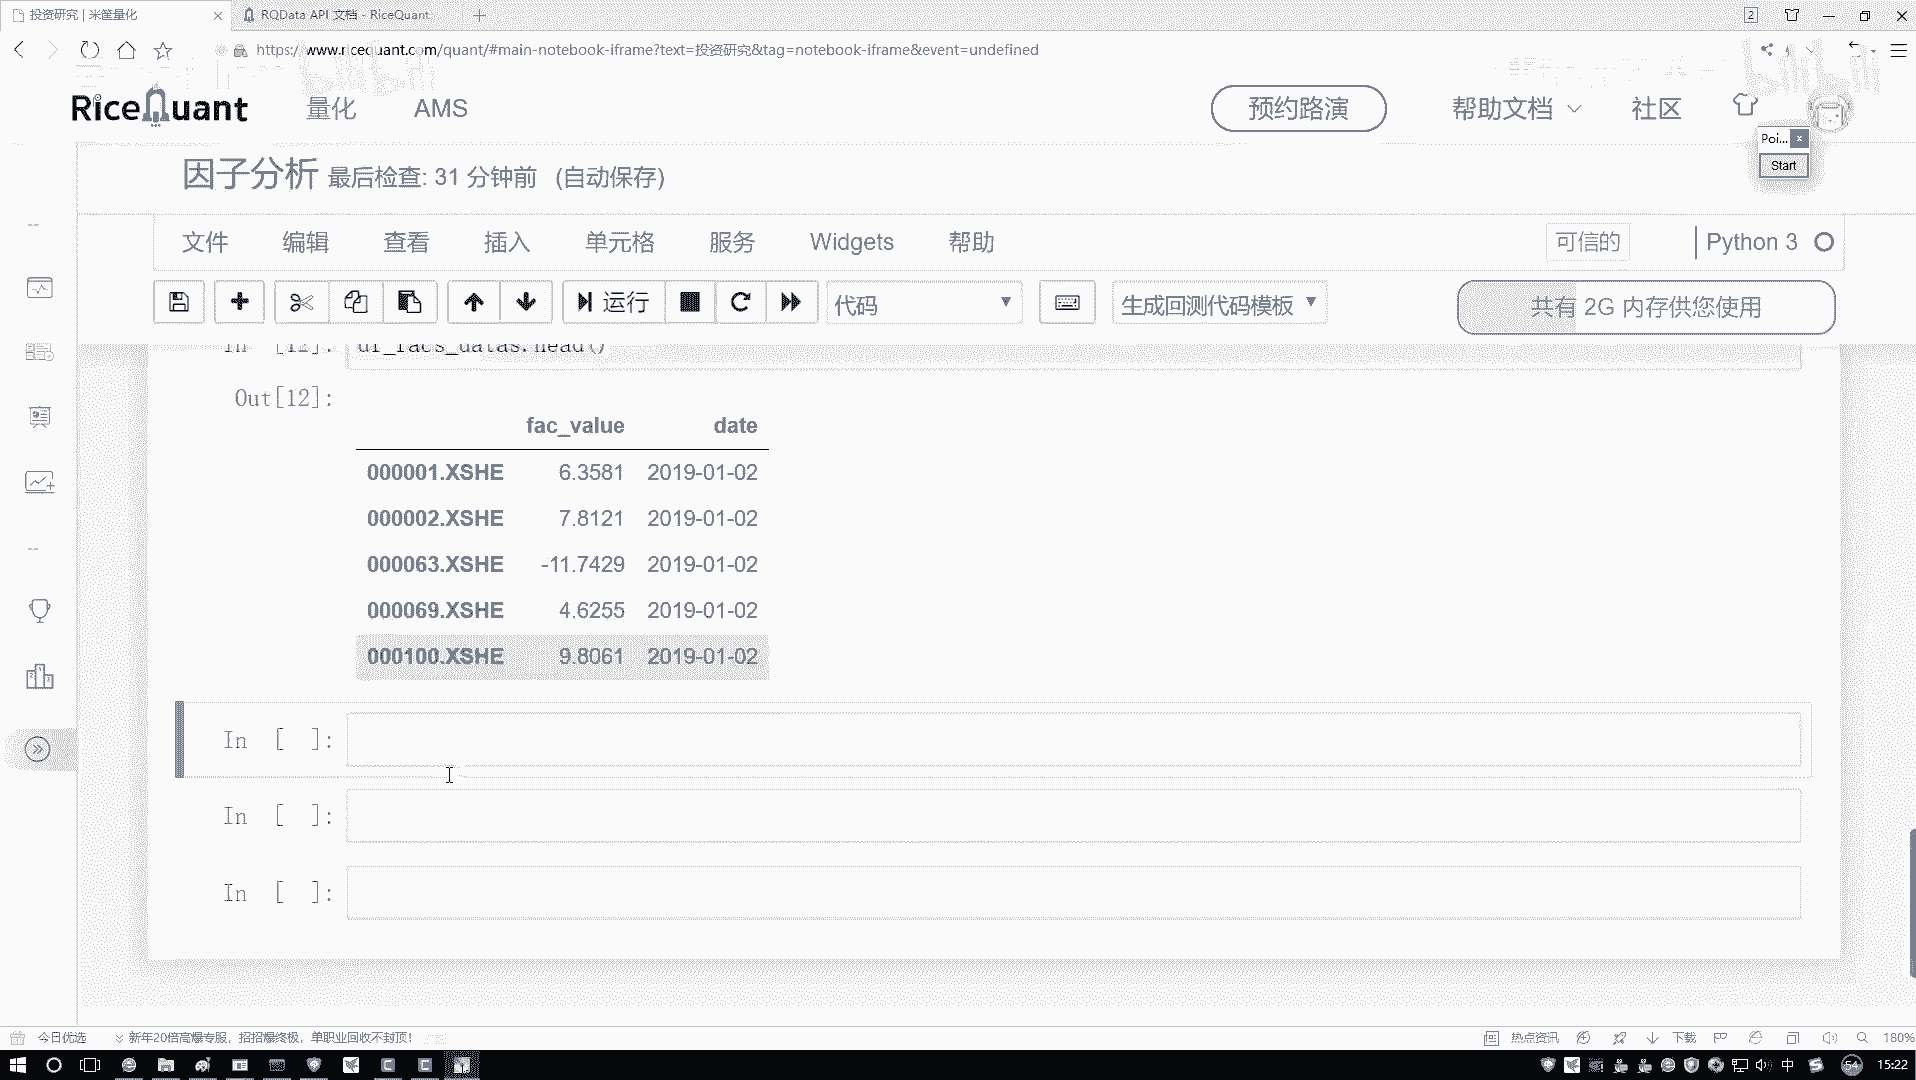 投资研究 | 米筐量化
RQData API 文档 - RiceQuant
2
https://www.ricequant.com/quant/#main-notebook-iframe?text=投资研究&tag=notebook-iframe&event=undefined
RiceQuant 量化 AMS 预约路演 帮助文档 社区
Poi...
Start
因子分析 最后检查: 31 分钟前 (自动保存)
文件 编辑 查看 插入 单元格 服务 Widgets 帮助 可信的 Python 3
运行 代码 生成回测代码模板 共有 2G 内存供您使用
In [12]: df_facs_datas.head()
Out[12]:
fac_value date
000001.XSHE 6.3581 2019-01-02
000002.XSHE 7.8121 2019-01-02
000063.XSHE -11.7429 2019-01-02
000069.XSHE 4.6255 2019-01-02
000100.XSHE 9.8061 2019-01-02
In [ ]:
In [ ]:
In [ ]:
今日优选 新年20倍高爆专服，招招爆终极，单职业回收不封顶！ 热点资讯 下载 180%
中 54 15:22